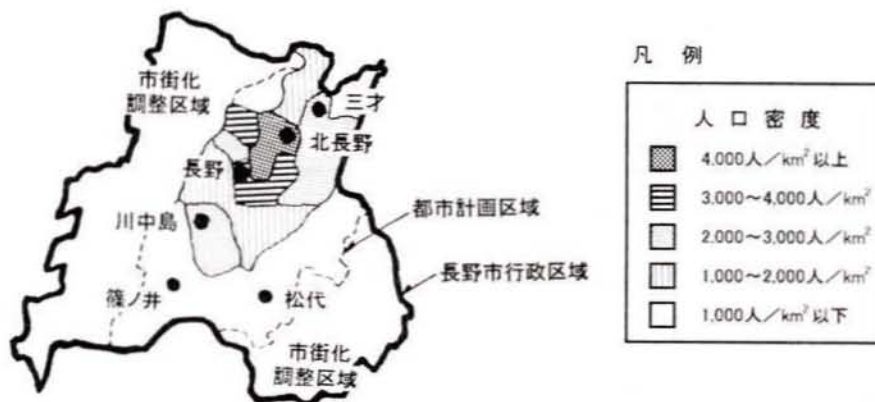 市街化
調整区域
三才
北長野
長野
川中島
都市計画区域
長野市行政区域
篠ノ井
松代
市街化
調整区域
凡例
人口密度
4,000人/km²以上
3,000~4,000人/km²
2,000~3,000人/km²
1,000~2,000人/km²
1,000人/km²以下